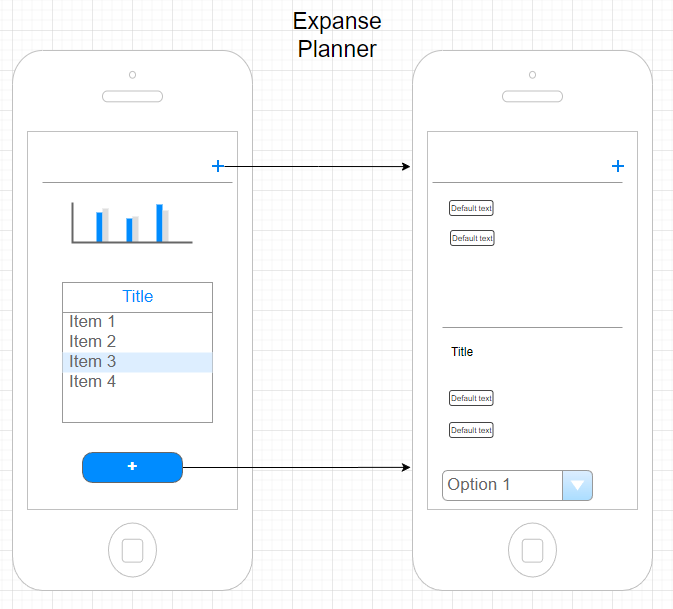 Expanse
Planner
+
Title
Item 1
Item 2
Item 3
Item 4
+
+
Default text
Default text
Title
Default text
Default text
Option 1